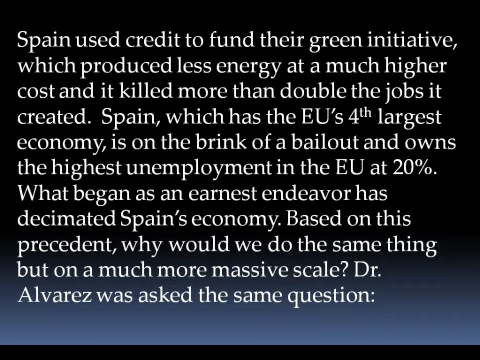 Spain used credit to fund their green initiative,
which produced less energy at a much higher
cost and it killed more than double the jobs it
created.  Spain, which has the EU's 4th largest
economy, is on the brink of a bailout and owns
the highest unemployment in the EU at 20%.
What began as an earnest endeavor has
decimated Spain's economy. Based on this
precedent, why would we do the same thing
but on a much more massive scale? Dr.
Alvarez was asked the same question: